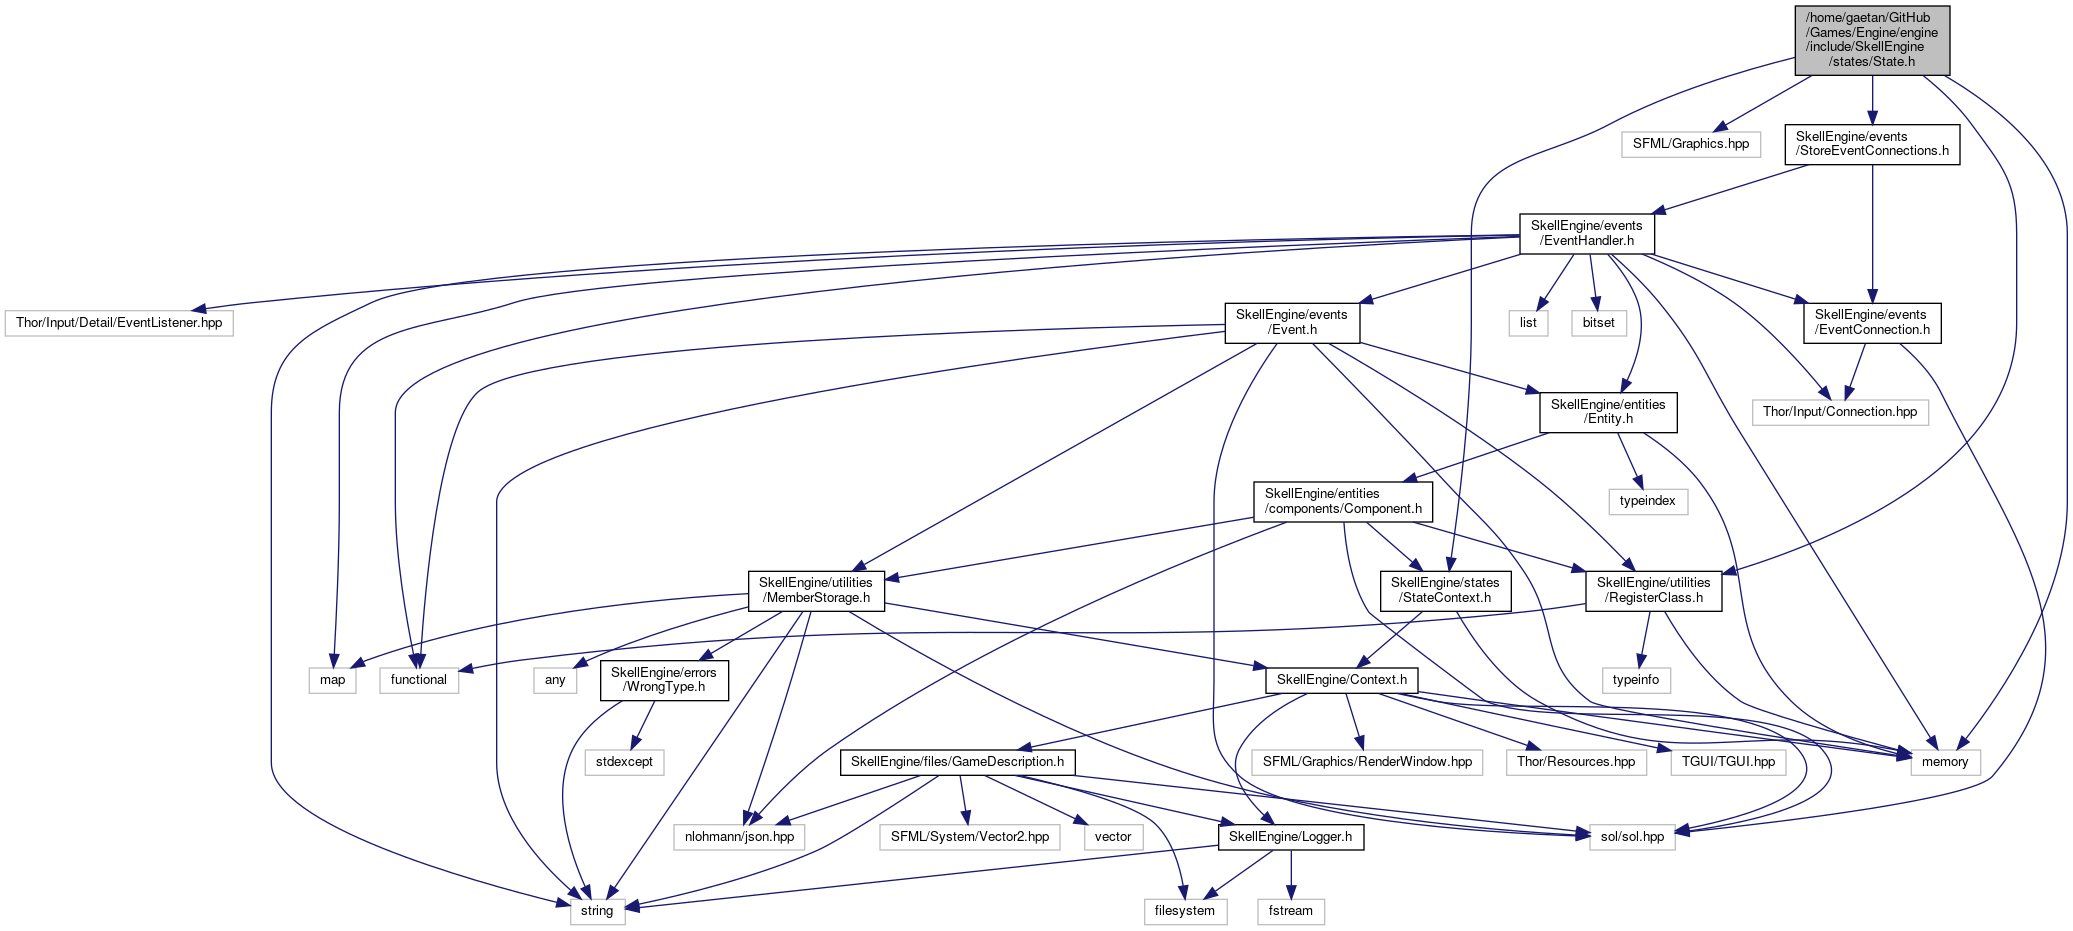 /home/gaetan/GitHub
/Games/Engine/engine
/include/SkellEngine
/states/State.h
SFML/Graphics.hpp
SkellEngine/events
/StoreEventConnections.h
SkellEngine/events
/EventHandler.h
Thor/Input/Detail/EventListener.hpp
SkellEngine/events
/Event.h
list
bitset
SkellEngine/events
/EventConnection.h
SkellEngine/entities
/Entity.h
Thor/Input/Connection.hpp
SkellEngine/entities
/components/Component.h
typeindex
SkellEngine/utilities
/MemberStorage.h
SkellEngine/states
/StateContext.h
SkellEngine/utilities
/RegisterClass.h
map
functional
any
SkellEngine/errors
/WrongType.h
SkellEngine/Context.h
typeinfo
stdexcept
SkellEngine/files/GameDescription.h
SFML/Graphics/RenderWindow.hpp
Thor/Resources.hpp
TGUI/TGUI.hpp
memory
nlohmann/json.hpp
SFML/System/Vector2.hpp
vector
SkellEngine/Logger.h
sol/sol.hpp
string
filesystem
fstream